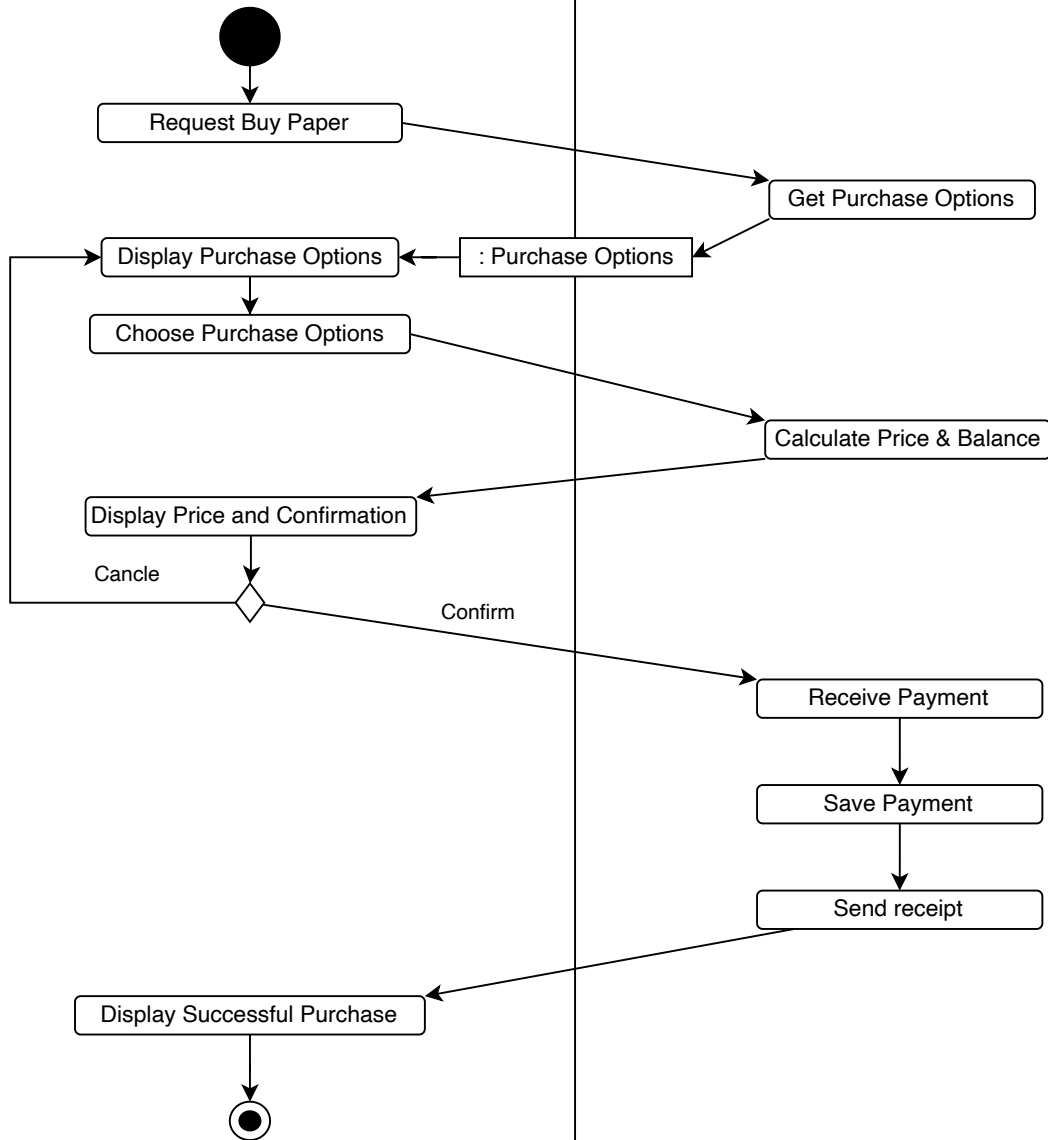 Request Buy Paper
Get Purchase Options
Display Purchase Options
: Purchase Options
Choose Purchase Options
Calculate Price & Balance
Display Price and Confirmation
Cancle
Confirm
Receive Payment
Save Payment
Send receipt
Display Successful Purchase